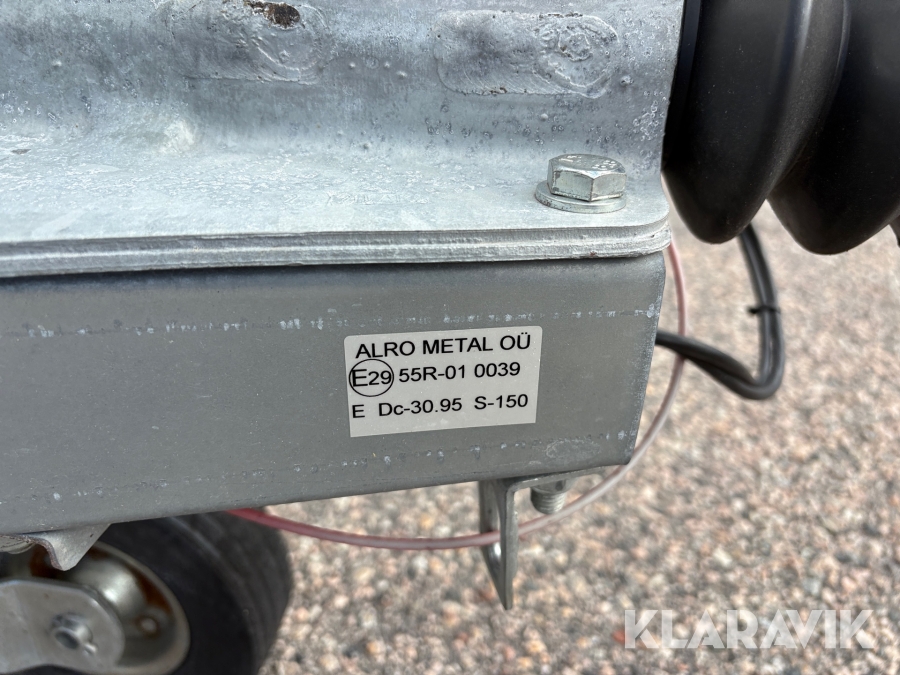 ALRO METAL OÜ
E29 55R-01 0039
E Dc-30.95 S-150
KLARAVIK